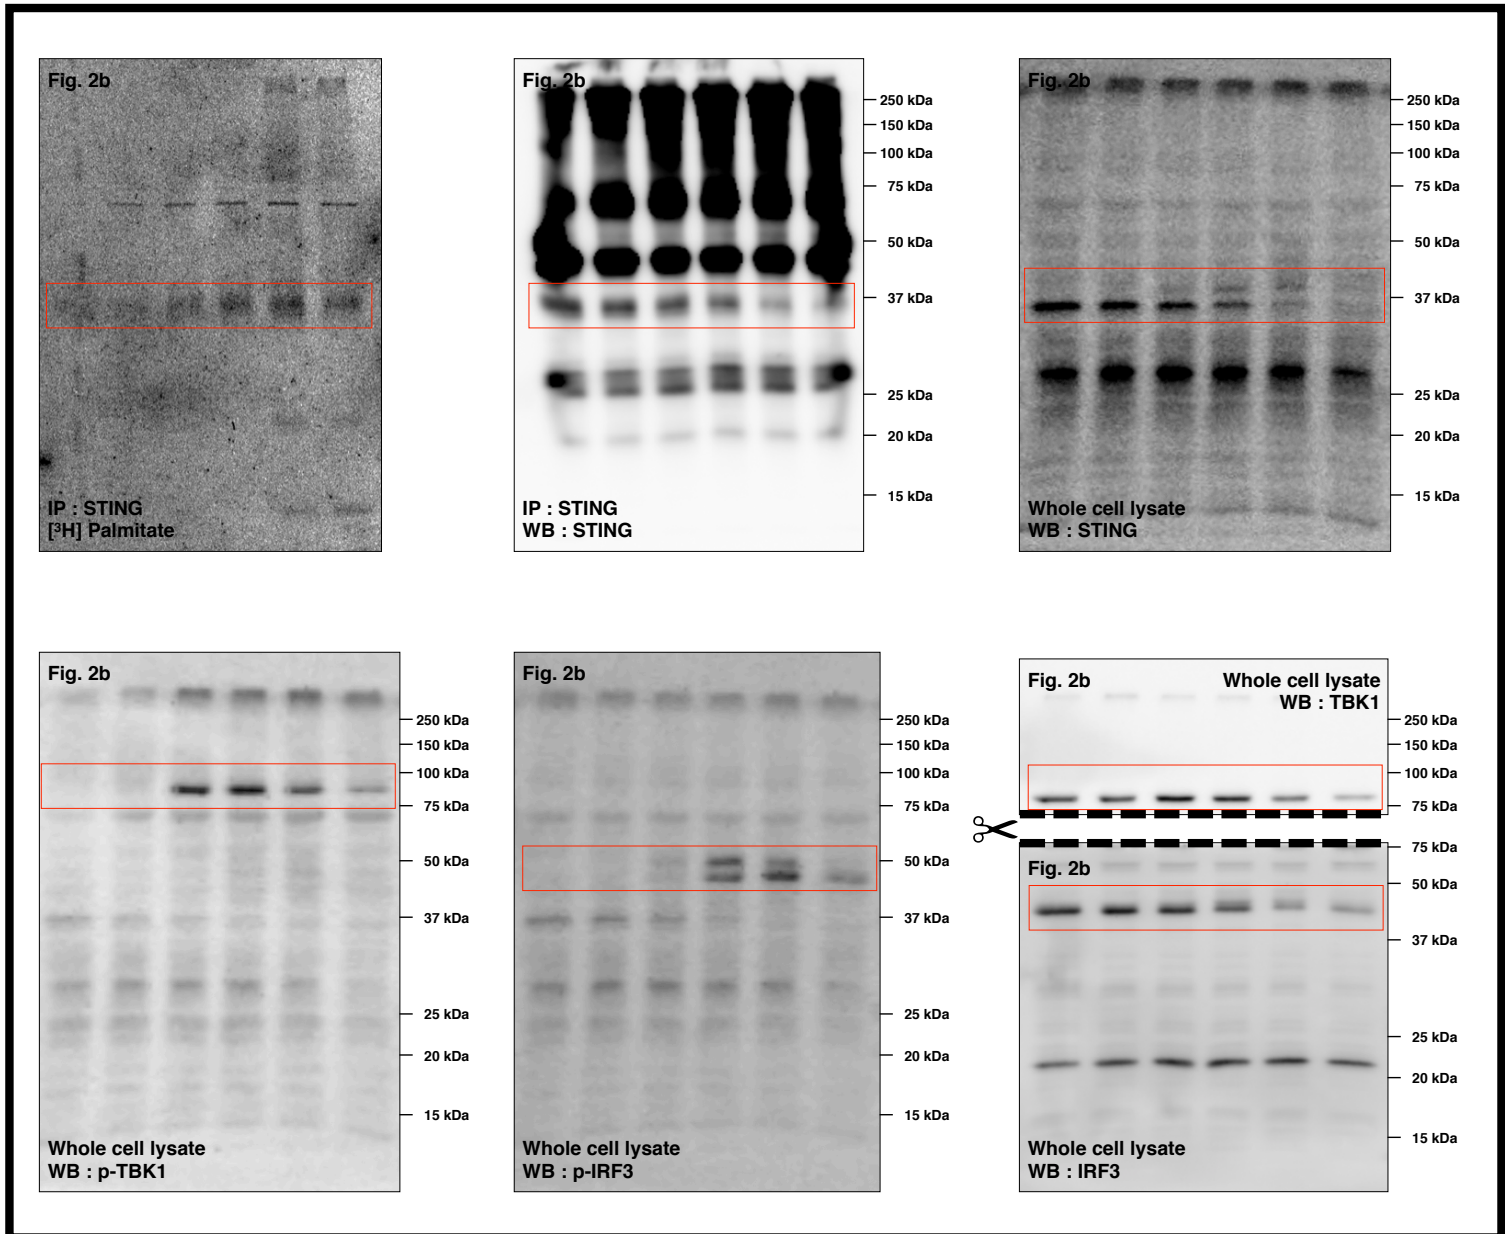 Fig. 2b
IP : STING
[³H] Palmitate
Fig. 2b
250 kDa
150 kDa
100 kDa
75 kDa
50 kDa
37 kDa
25 kDa
20 kDa
15 kDa
IP : STING
WB : STING
Fig. 2b
250 kDa
150 kDa
100 kDa
75 kDa
50 kDa
37 kDa
25 kDa
20 kDa
15 kDa
Whole cell lysate
WB : STING
Fig. 2b
250 kDa
150 kDa
100 kDa
75 kDa
50 kDa
37 kDa
25 kDa
20 kDa
15 kDa
Whole cell lysate
WB : p-TBK1
Fig. 2b
250 kDa
150 kDa
100 kDa
75 kDa
50 kDa
37 kDa
25 kDa
20 kDa
15 kDa
Whole cell lysate
WB : p-IRF3
Fig. 2b
Whole cell lysate
WB : TBK1
250 kDa
150 kDa
100 kDa
75 kDa
Fig. 2b
75 kDa
50 kDa
37 kDa
25 kDa
20 kDa
15 kDa
Whole cell lysate
WB : IRF3